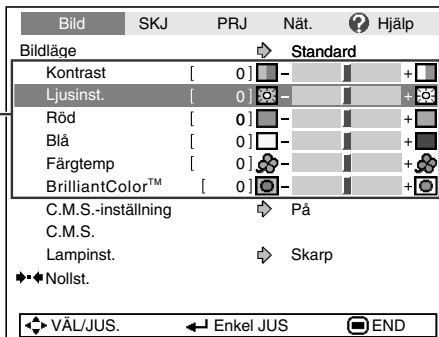 Bild SKJ PRJ Nät. ? Hjälp
Bildläge Standard
Kontrast [ 0 ] – +
Ljusinst. [ 0 ] – +
Röd [ 0 ] – +
Blå [ 0 ] – +
Färgtemp [ 0 ] – +
BrilliantColor™ [ 0 ] – +
C.M.S.-inställning På
C.M.S.
Lampinst. Skarp
Nollst.
VÄL/JUS. Enkel JUS END